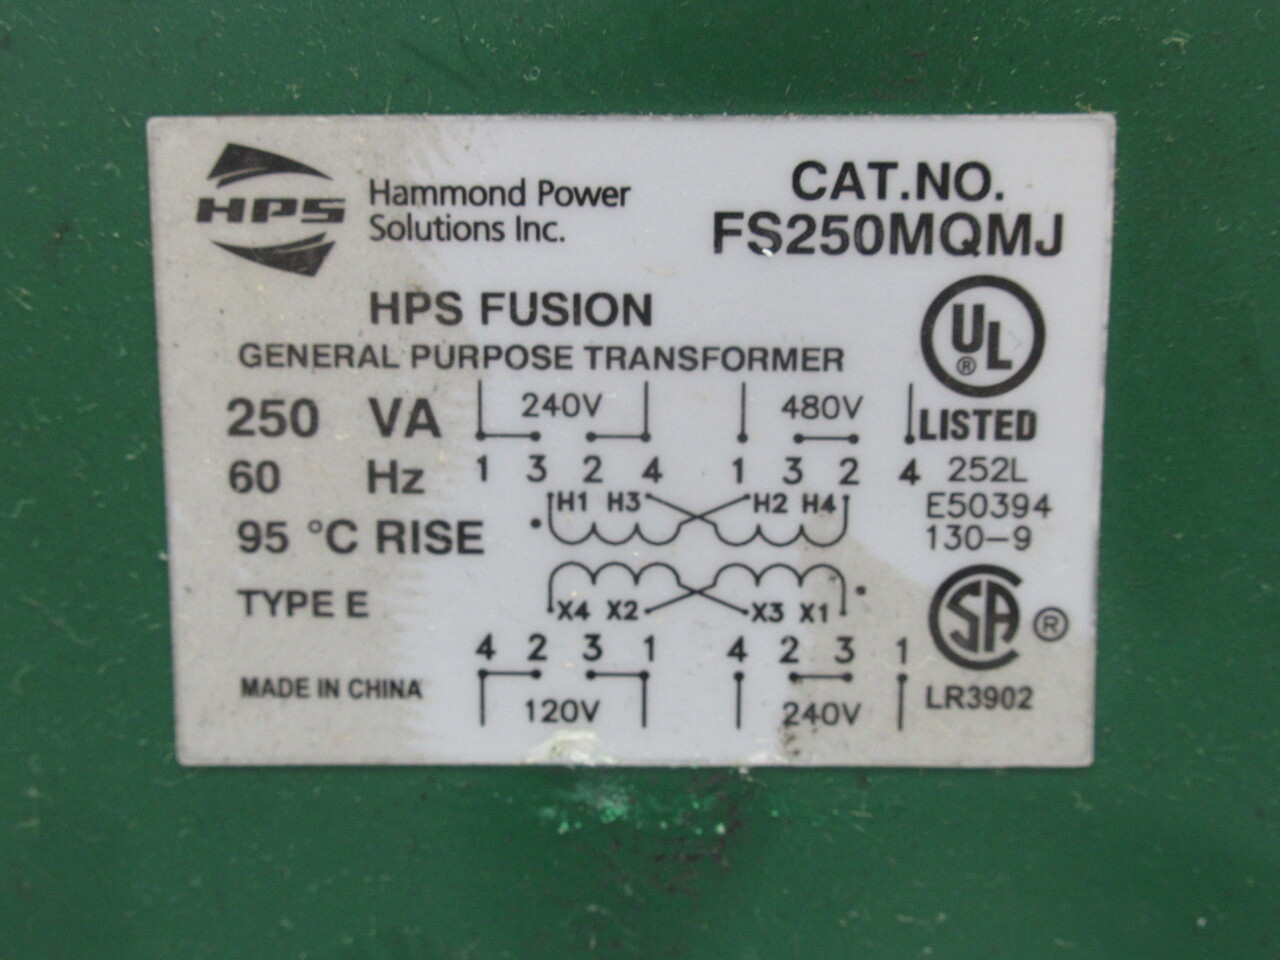 HPS
Hammond Power
Solutions Inc.
CAT.NO.
FS250MQMJ
HPS FUSION
GENERAL PURPOSE TRANSFORMER
UL ®
LISTED
252L
E50394
130-9
250 VA
60 Hz
95 °C RISE
TYPE E
MADE IN CHINA
240V 480V
1 3 2 4 1 3 2 4
H1 H3 H2 H4
X4 X2 X3 X1
4 2 3 1 4 2 3 1
120V 240V
SA ®
LR3902